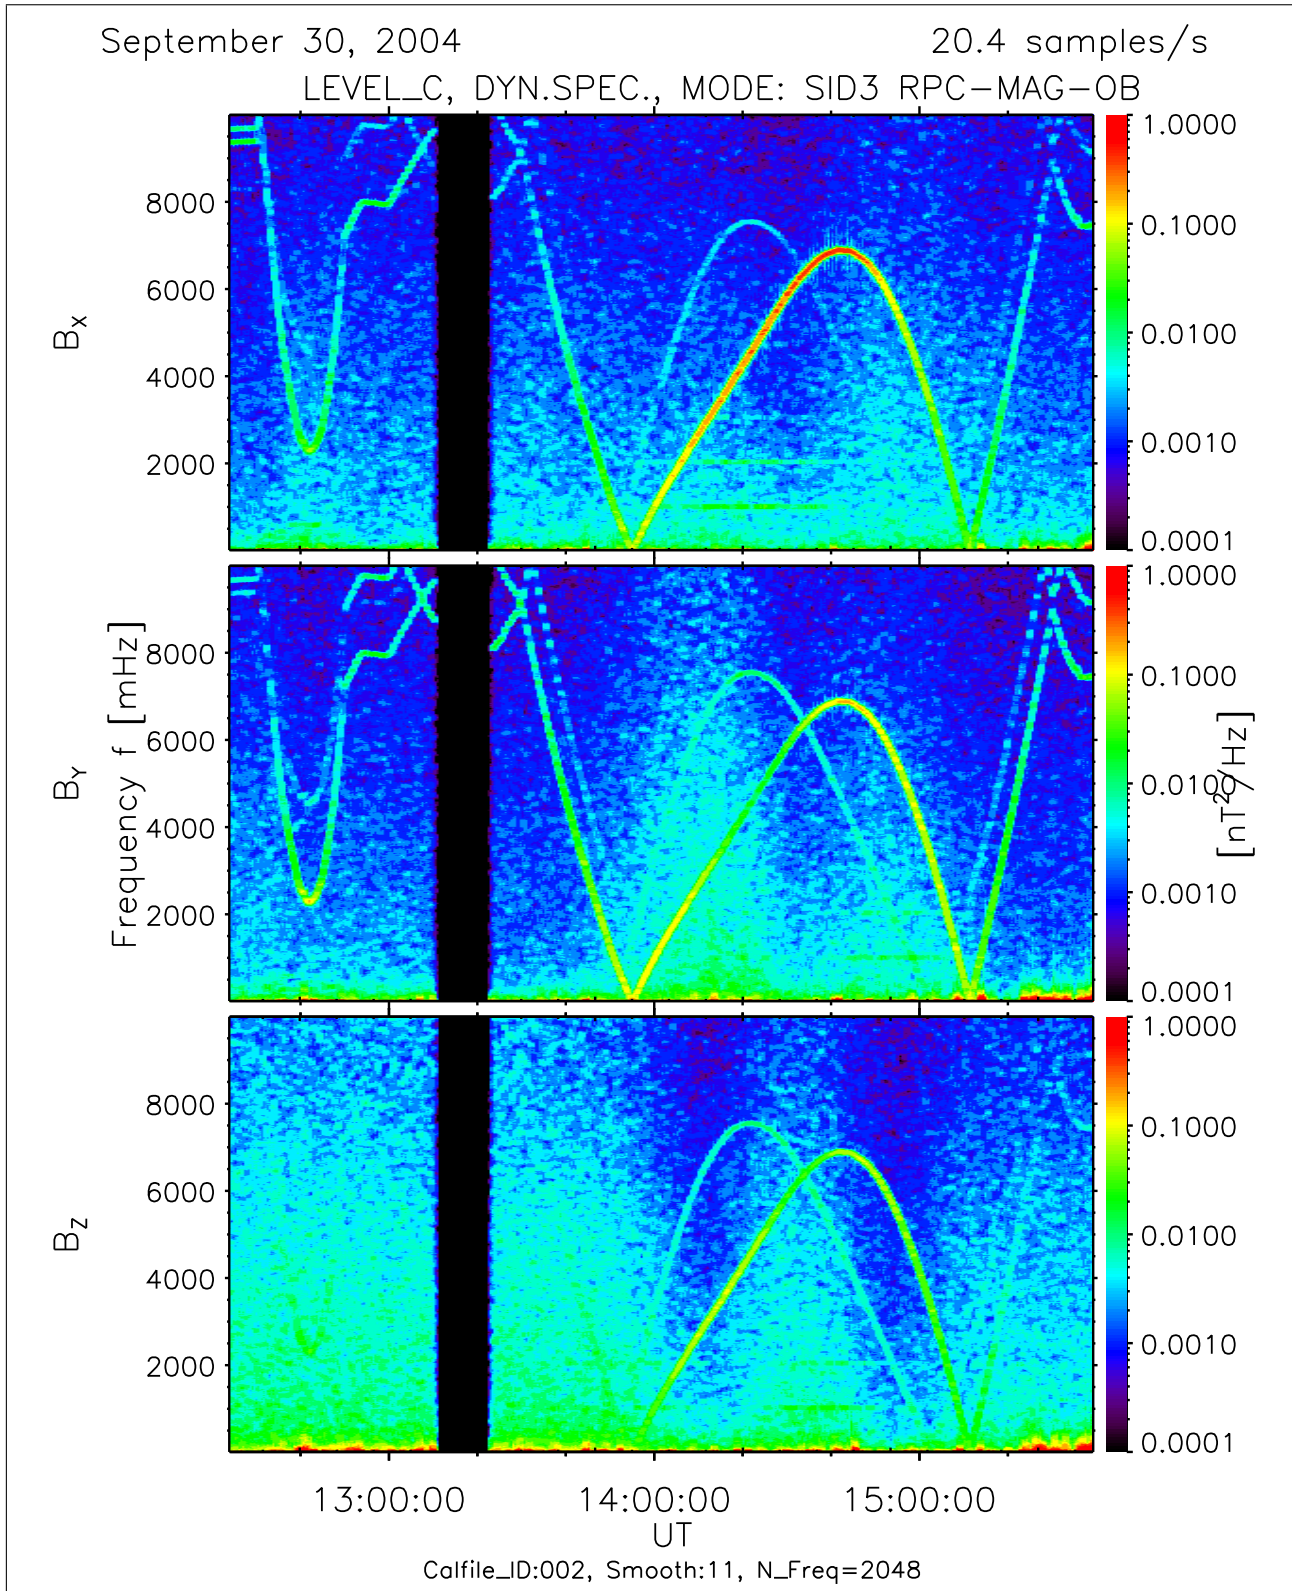 September 30, 2004 20.4 samples/s
LEVEL_C, DYN.SPEC., MODE: SID3 RPC-MAG-OB
8000
6000
4000
2000
B_X
1.0000
0.1000
0.0100
0.0010
0.0001
8000
6000
4000
2000
B_Y
Frequency f [mHz]
1.0000
0.1000
0.0100
0.0010
0.0001
[nT²/Hz]
8000
6000
4000
2000
B_Z
1.0000
0.1000
0.0100
0.0010
0.0001
13:00:00 14:00:00 15:00:00
UT
Calfile_ID:002, Smooth:11, N_Freq=2048